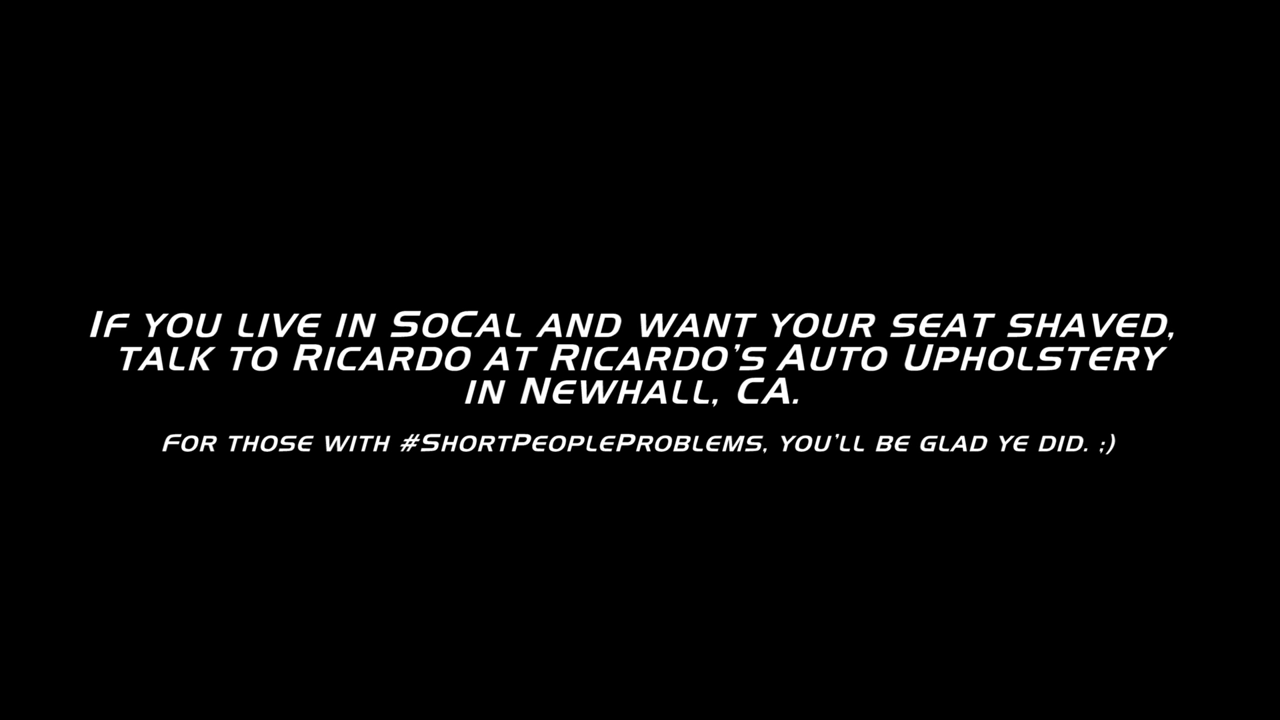 If you live in SoCal and want your seat shaved,
talk to Ricardo at Ricardo's Auto Upholstery
in Newhall, CA.
For those with #ShortPeopleProblems, you'll be glad ye did. ;)